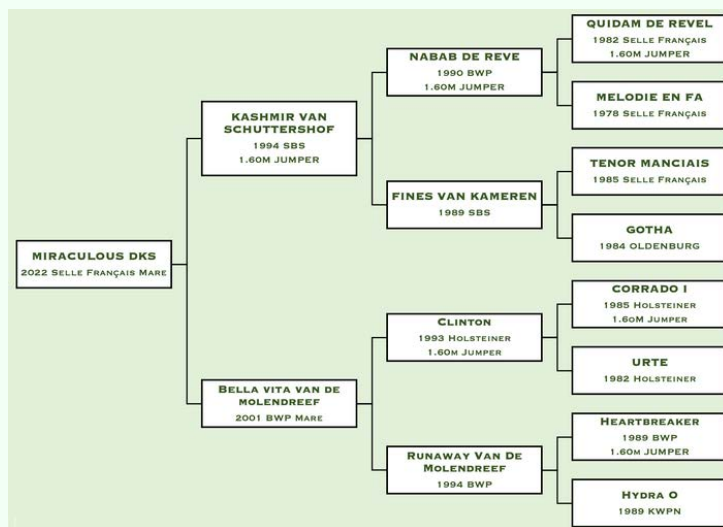 MIRACULOUS DKS
2022 Selle Français Mare
KASHMIR VAN
SCHUTTERSHOF
1994 SBS
1.60M JUMPER
Bella vita van de
molendreef
2001 BWP Mare
NABAB DE REVE
1990 BWP
1.60M JUMPER
FINES VAN KAMEREN
1989 SBS
Clinton
1993 Holsteiner
1.60m Jumper
Runaway Van De
Molendreef
1994 BWP
QUIDAM DE REVEL
1982 Selle Français
1.60M JUMPER
MELODIE EN FA
1978 Selle Français
TENOR MANCIAIS
1985 Selle Français
GOTHA
1984 OLDENBURG
CORRADO I
1985 Holsteiner
1.60M Jumper
URTE
1982 Holsteiner
Heartbreaker
1989 BWP
1.60M JUMPER
Hydra O
1989 KWPN